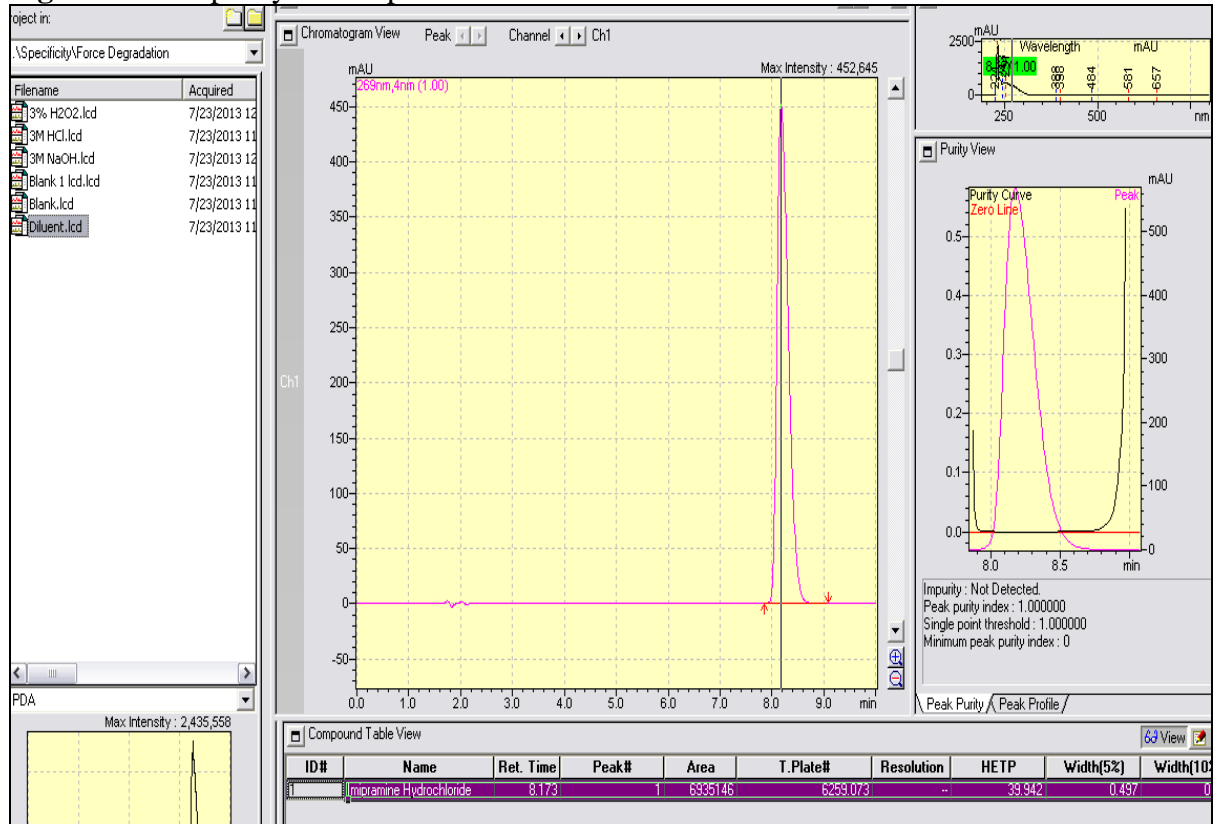 roject in:
.\Specificity\Force Degradation
Filename Acquired
3% H2O2.lcd 7/23/2013 12
3M HCl.lcd 7/23/2013 11
3M NaOH.lcd 7/23/2013 12
Blank 1 lcd.lcd 7/23/2013 11
Blank.lcd 7/23/2013 11
Diluent.lcd 7/23/2013 11
PDA
Max Intensity : 2,435,558
Chromatogram View Peak Channel Ch1
mAU Max Intensity : 452,645
269nm,4nm (1.00)
450
400
350
300
250
200
150
100
50
0
-50
Ch1
0.0 1.0 2.0 3.0 4.0 5.0 6.0 7.0 8.0 9.0 min
mAU
2500
Wavelength mAU
1.00
398 484 581 657
0
250 500 nm
Purity View
mAU
Purity Curve Peak
Zero Line
0.5 500
0.4 400
0.3 300
0.2 200
0.1 100
0.0 0
8.0 8.5 min
Impurity : Not Detected.
Peak purity index : 1.000000
Single point threshold : 1.000000
Minimum peak purity index : 0
Peak Purity Peak Profile
Compound Table View View
ID# Name Ret. Time Peak# Area T.Plate# Resolution HETP Width(5%) Width(10%
1 Imipramine Hydrochloride 8.173 1 6935146 6259.073 -- 39.942 0.497 0